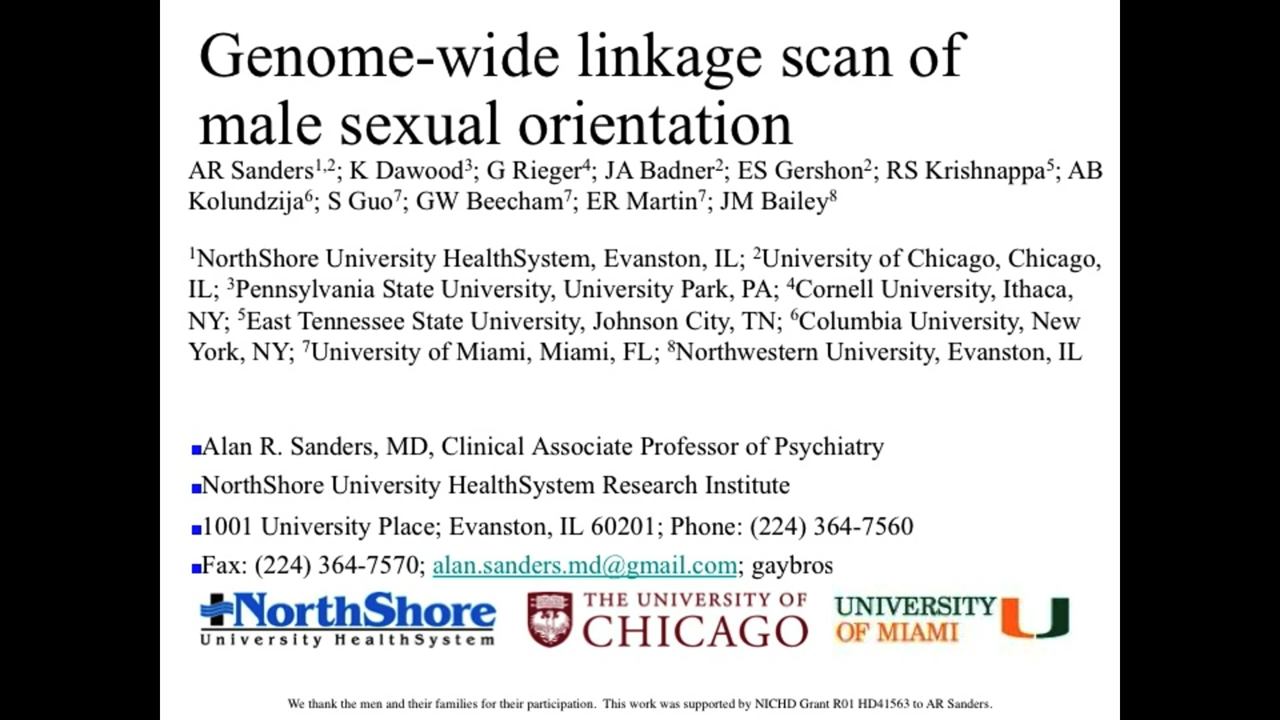 Genome-wide linkage scan of
male sexual orientation
AR Sanders1,2; K Dawood3; G Rieger4; JA Badner2; ES Gershon2; RS Krishnappa5; AB
Kolundzija6; S Guo7; GW Beecham7; ER Martin7; JM Bailey8
1NorthShore University HealthSystem, Evanston, IL; 2University of Chicago, Chicago,
IL; 3Pennsylvania State University, University Park, PA; 4Cornell University, Ithaca,
NY; 5East Tennessee State University, Johnson City, TN; 6Columbia University, New
York, NY; 7University of Miami, Miami, FL; 8Northwestern University, Evanston, IL
Alan R. Sanders, MD, Clinical Associate Professor of Psychiatry
NorthShore University HealthSystem Research Institute
1001 University Place; Evanston, IL 60201; Phone: (224) 364-7560
Fax: (224) 364-7570; alan.sanders.md@gmail.com; gaybros
NorthShore
University HealthSystem
THE UNIVERSITY OF
CHICAGO
UNIVERSITY
OF MIAMI
U
We thank the men and their families for their participation. This work was supported by NICHD Grant R01 HD41563 to AR Sanders.